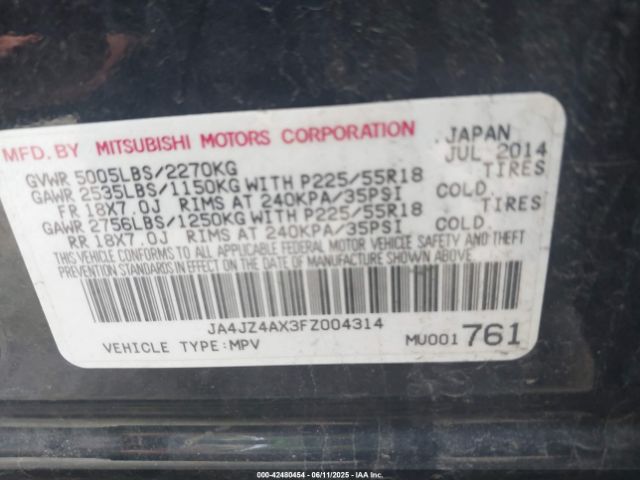 MFD.BY MITSUBISHI MOTORS CORPORATION JAPAN
JUL 2014
GVWR 5005LBS/2270KG
GAWR 2535LBS/1150KG WITH P225/55R18 TIRES
FR 18X7.0J RIMS AT 240KPA/35PSI COLD.
GAWR 2756LBS/1250KG WITH P225/55R18 TIRES
RR 18X7.0J RIMS AT 240KPA/35PSI COLD.
THIS VEHICLE CONFORMS TO ALL APPLICABLE FEDERAL MOTOR VEHICLE SAFETY AND THEFT
PREVENTION STANDARDS IN EFFECT ON THE DATE OF MANUFACTURE SHOWN ABOVE.
JA4JZ4AX3FZ004314
VEHICLE TYPE:MPV MU001 761
000-42480454 - 06/11/2025 - IAA Inc.